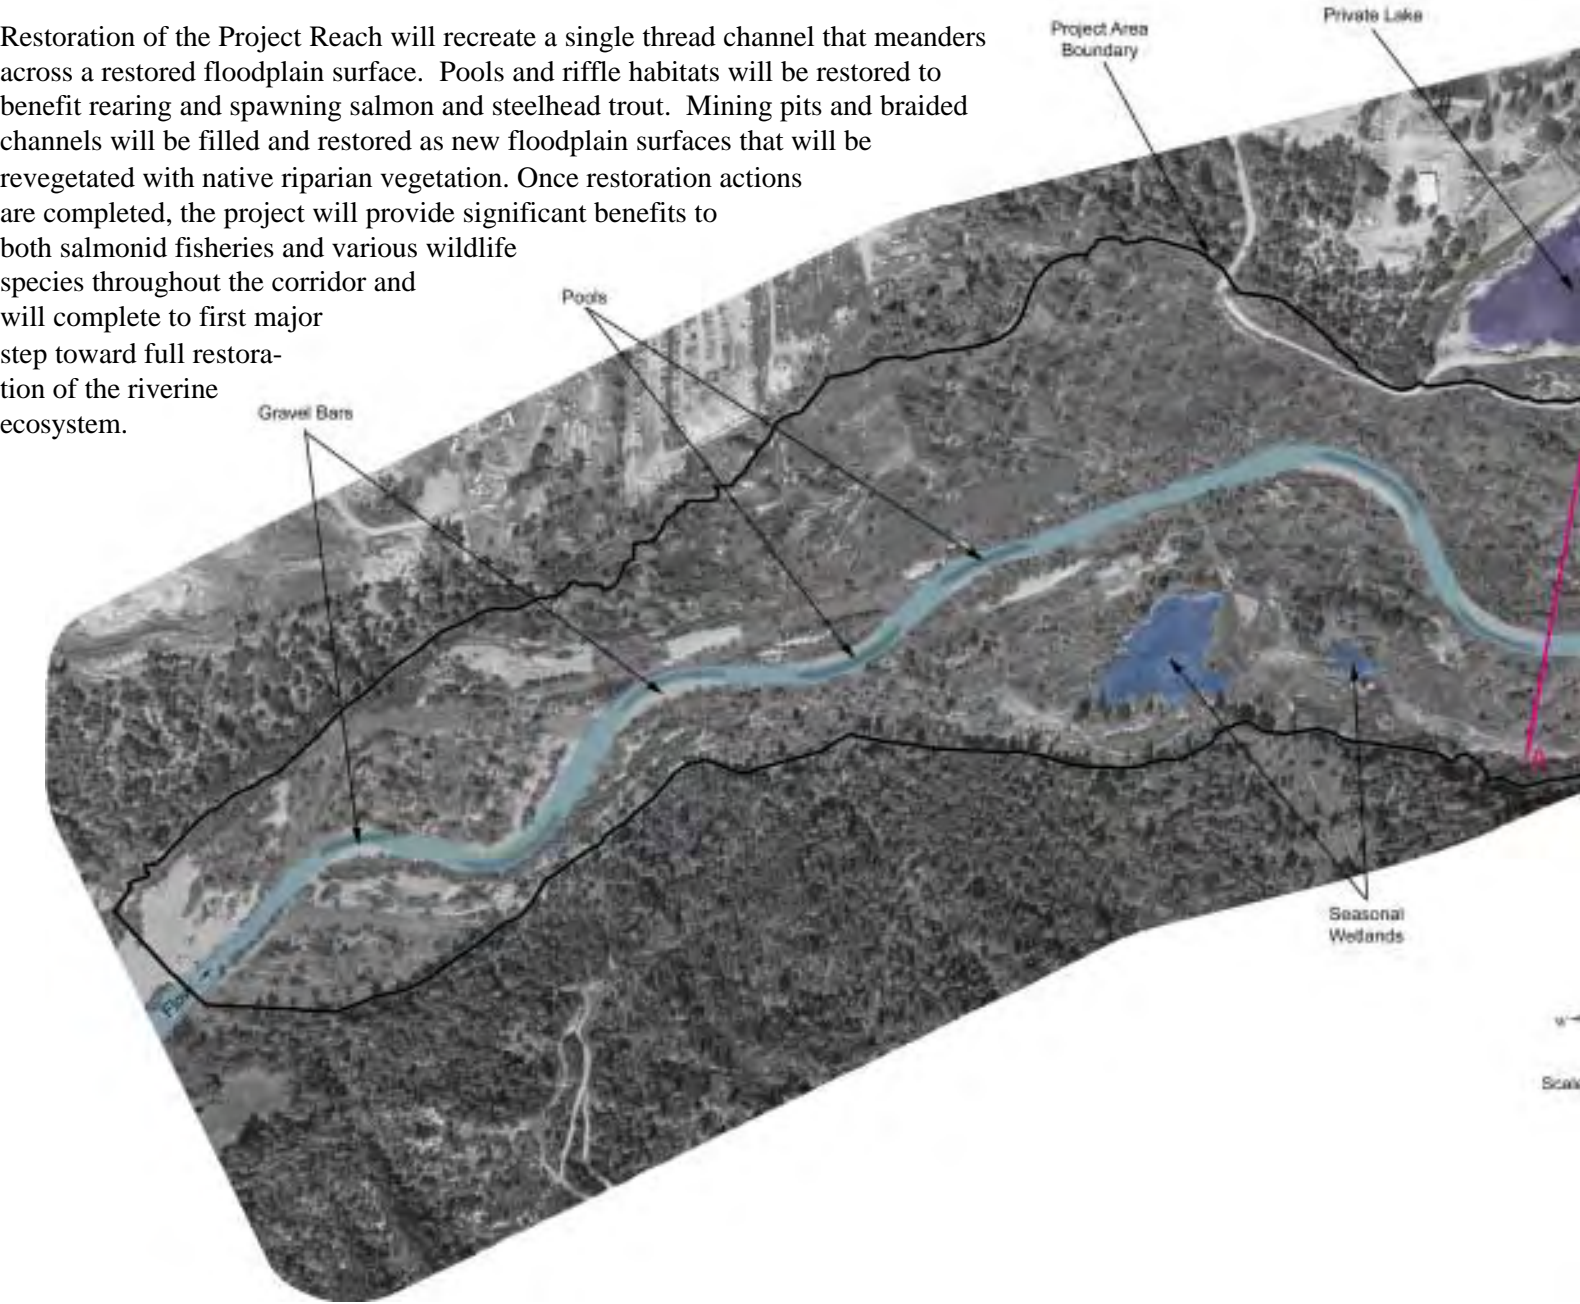 Restoration of the Project Reach will recreate a single thread channel that meanders
across a restored floodplain surface.  Pools and riffle habitats will be restored to
benefit rearing and spawning salmon and steelhead trout.  Mining pits and braided
channels will be filled and restored as new floodplain surfaces that will be
revegetated with native riparian vegetation. Once restoration actions
are completed, the project will provide significant benefits to
both salmonid fisheries and various wildlife
species throughout the corridor and
will complete to first major
step toward full restora-
tion of the riverine
ecosystem.
Project Area
Boundary
Private Lake
Pools
Gravel Bars
Seasonal
Wetlands
Flow
W
Scale